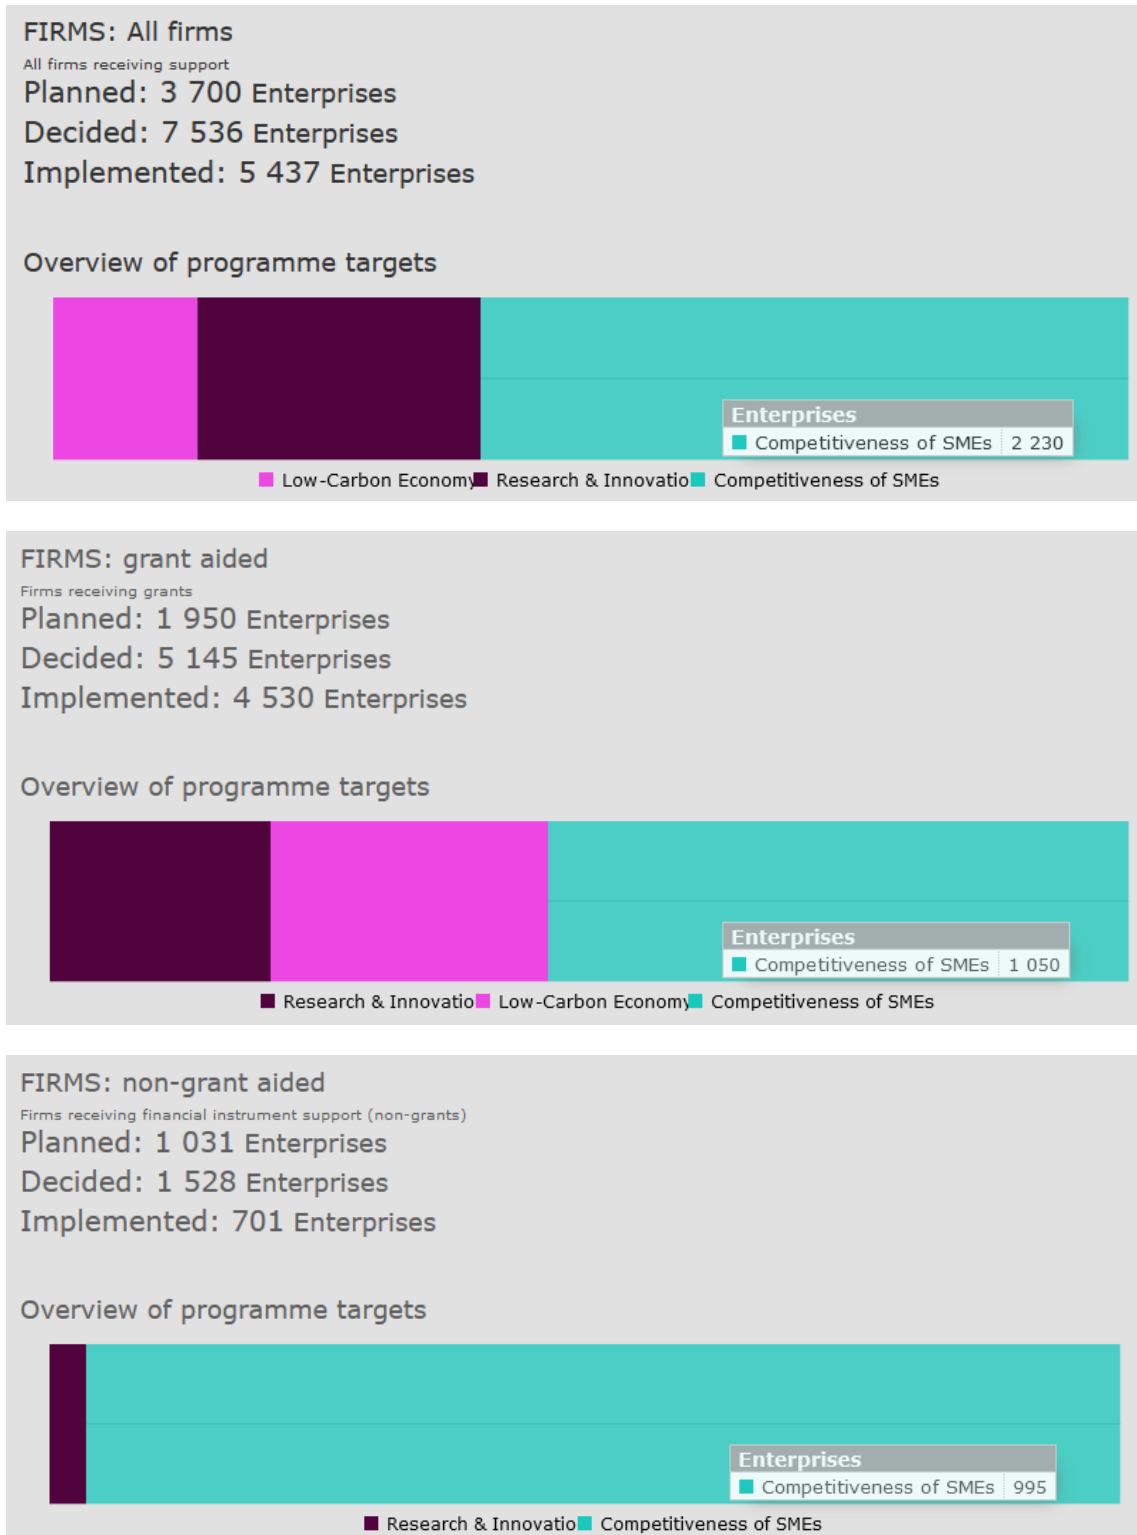 FIRMS: All firms
All firms receiving support
Planned: 3 700 Enterprises
Decided: 7 536 Enterprises
Implemented: 5 437 Enterprises
Overview of programme targets
Enterprises
Competitiveness of SMEs 2 230
Low-Carbon Economy Research & Innovatio Competitiveness of SMEs
FIRMS: grant aided
Firms receiving grants
Planned: 1 950 Enterprises
Decided: 5 145 Enterprises
Implemented: 4 530 Enterprises
Overview of programme targets
Enterprises
Competitiveness of SMEs 1 050
Research & Innovatio Low-Carbon Economy Competitiveness of SMEs
FIRMS: non-grant aided
Firms receiving financial instrument support (non-grants)
Planned: 1 031 Enterprises
Decided: 1 528 Enterprises
Implemented: 701 Enterprises
Overview of programme targets
Enterprises
Competitiveness of SMEs 995
Research & Innovatio Competitiveness of SMEs